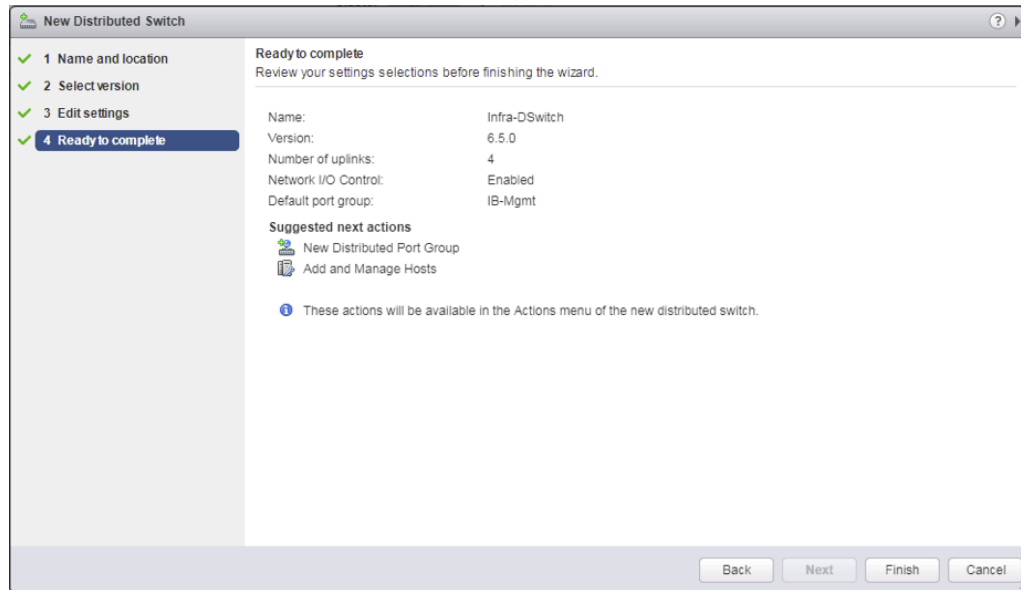 New Distributed Switch
1 Name and location
2 Select version
3 Edit settings
4 Ready to complete
Ready to complete
Review your settings selections before finishing the wizard.
Name: Infra-DSwitch
Version: 6.5.0
Number of uplinks: 4
Network I/O Control: Enabled
Default port group: IB-Mgmt
Suggested next actions
New Distributed Port Group
Add and Manage Hosts
These actions will be available in the Actions menu of the new distributed switch.
Back Next Finish Cancel